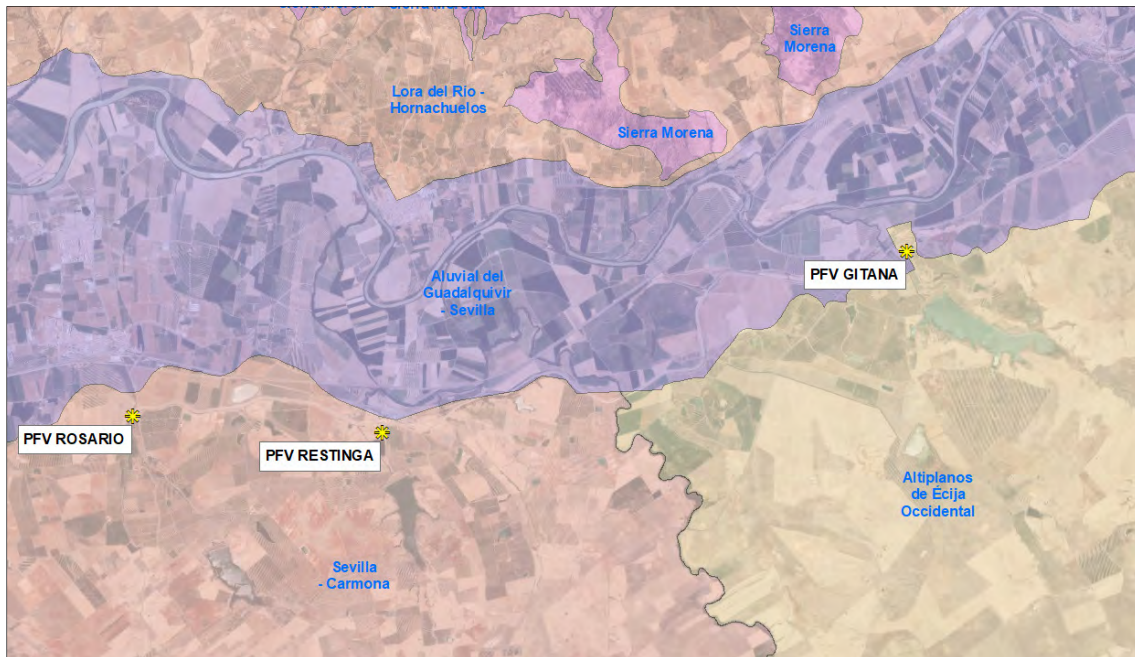 Sierra
Morena
Lora del Río -
Hornachuelos
Sierra Morena
PFV GITANA
Aluvial del
Guadalquivir
- Sevilla
PFV ROSARIO
PFV RESTINGA
Altiplanos
de Écija
Occidental
Sevilla
- Carmona